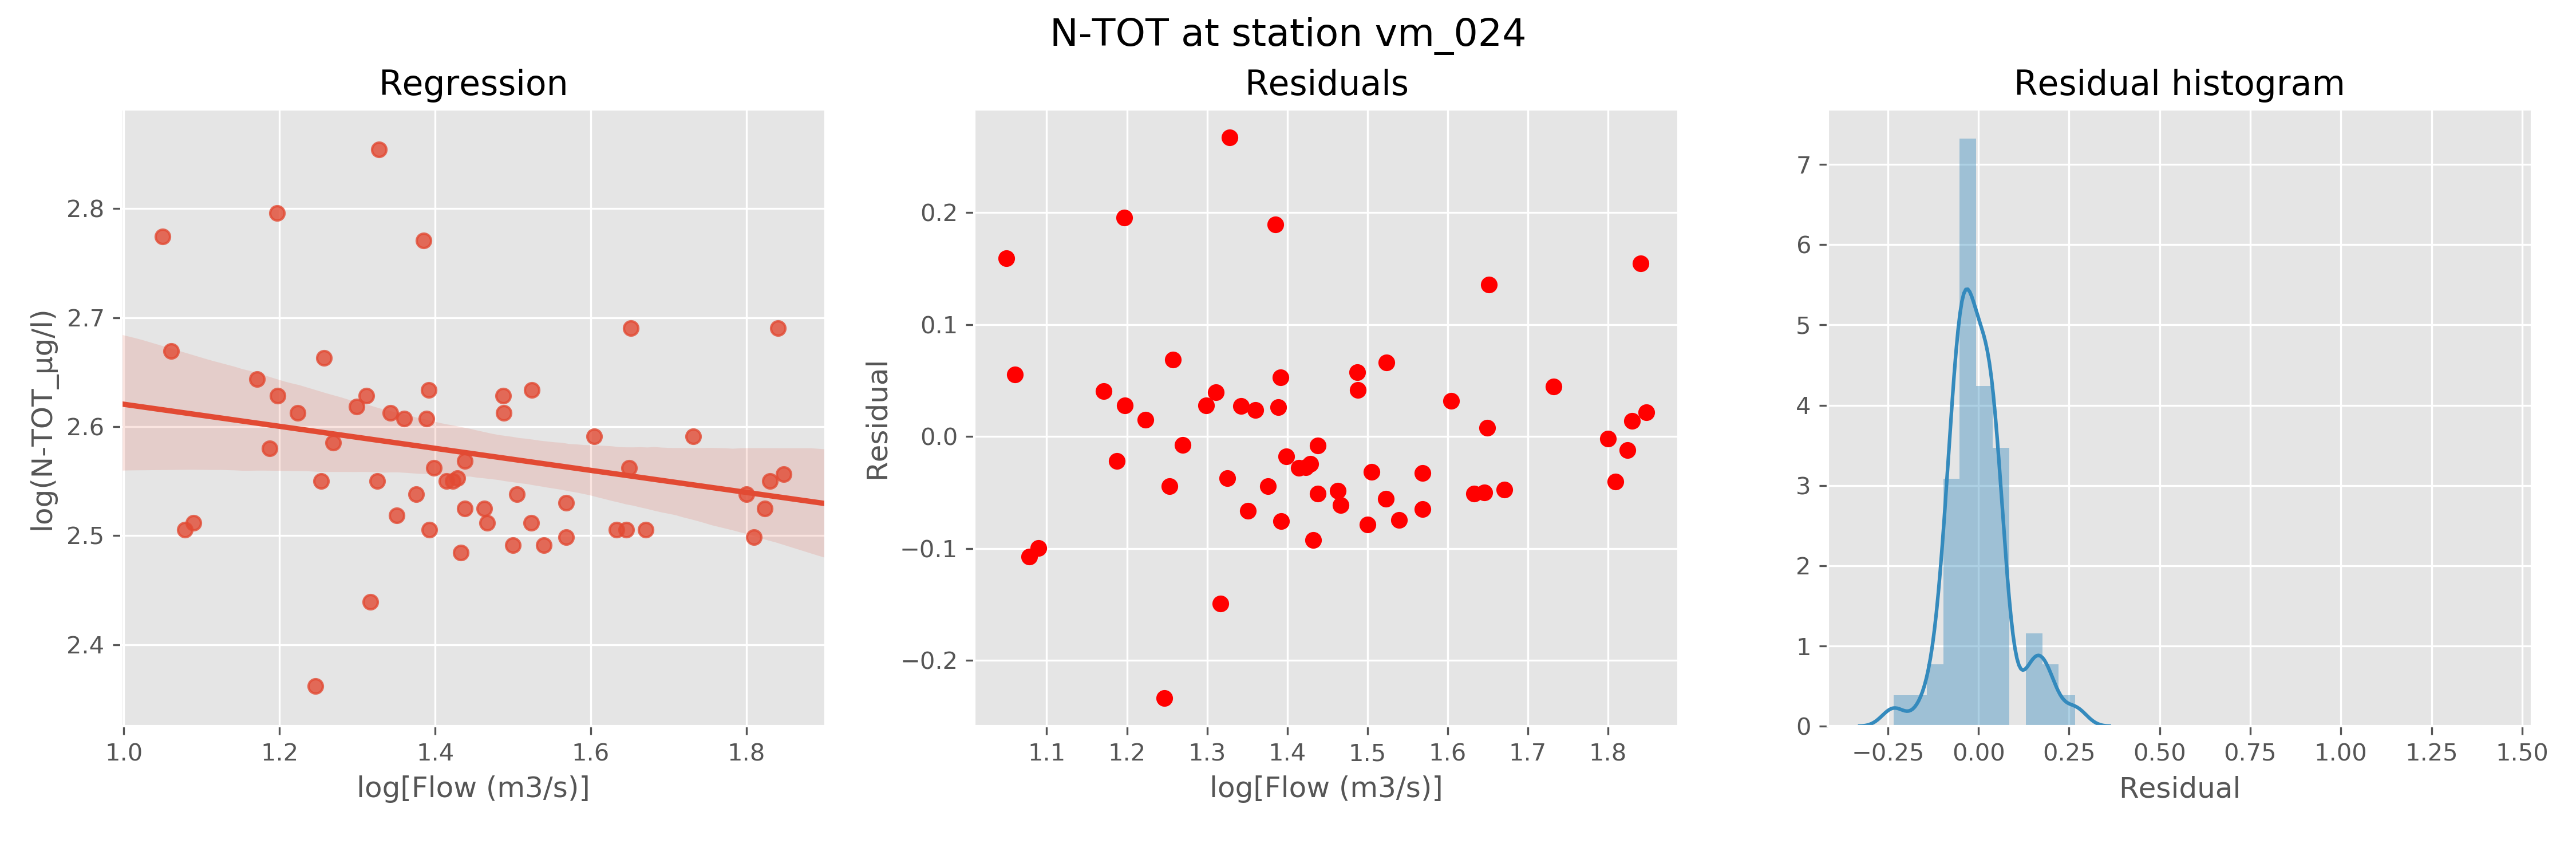 N-TOT at station vm_024
Regression
Residuals
Residual histogram
log(N-TOT_µg/l)
2.8
2.7
2.6
2.5
2.4
1.0 1.2 1.4 1.6 1.8
log[Flow (m3/s)]
Residual
0.2
0.1
0.0
−0.1
−0.2
1.1 1.2 1.3 1.4 1.5 1.6 1.7 1.8
log[Flow (m3/s)]
7
6
5
4
3
2
1
0
−0.25 0.00 0.25 0.50 0.75 1.00 1.25 1.50
Residual